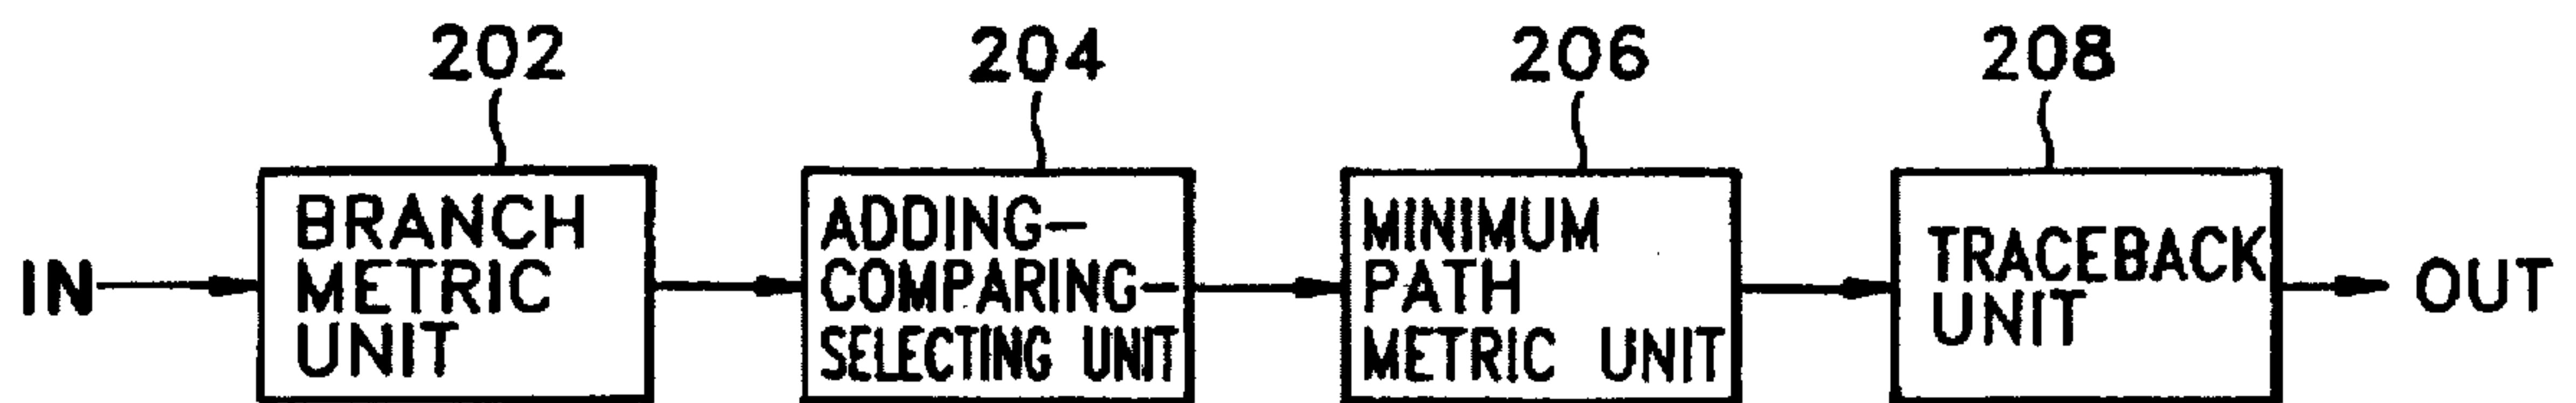 202
204
206
208
IN
BRANCH
METRIC
UNIT
ADDING-
COMPARING-
SELECTING UNIT
MINIMUM
PATH
METRIC UNIT
TRACEBACK
UNIT
OUT